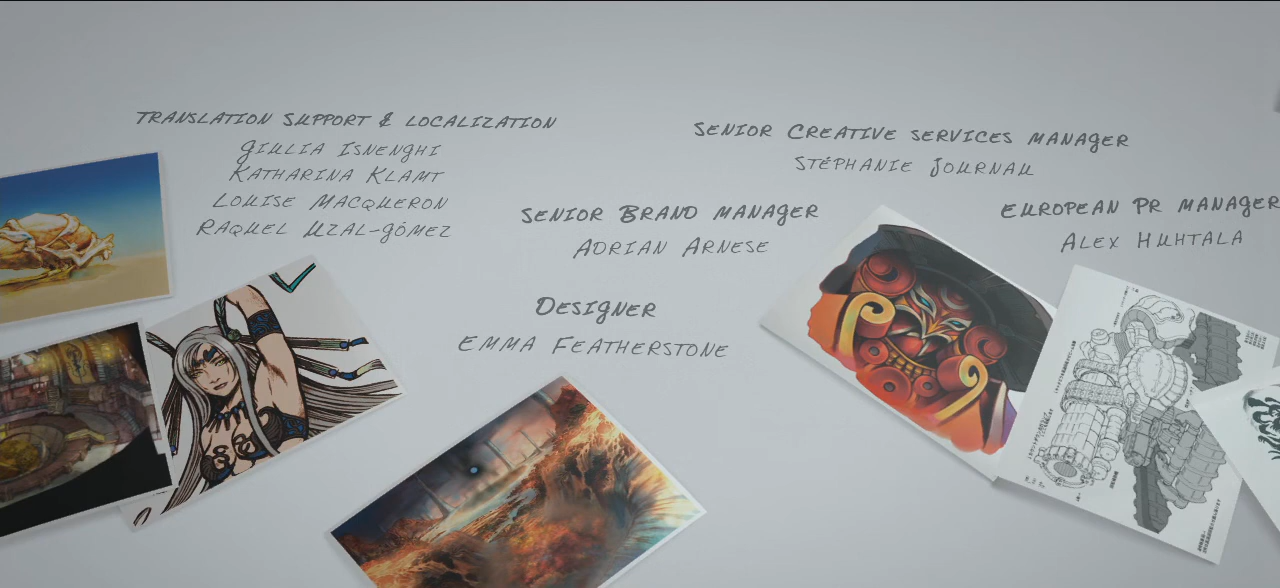 TRANSLATION SUPPORT & LOCALIZATION
GIULIA ISNENGHI
KATHARINA KLAMT
LOUISE MACQUERON
RAQUEL UZAL-GÓMEZ
SENIOR CREATIVE SERVICES MANAGER
STÉPHANIE JOURNAU
SENIOR BRAND MANAGER
ADRIAN ARNESE
EUROPEAN PR MANAGER
ALEX HUHTALA
DESIGNER
EMMA FEATHERSTONE